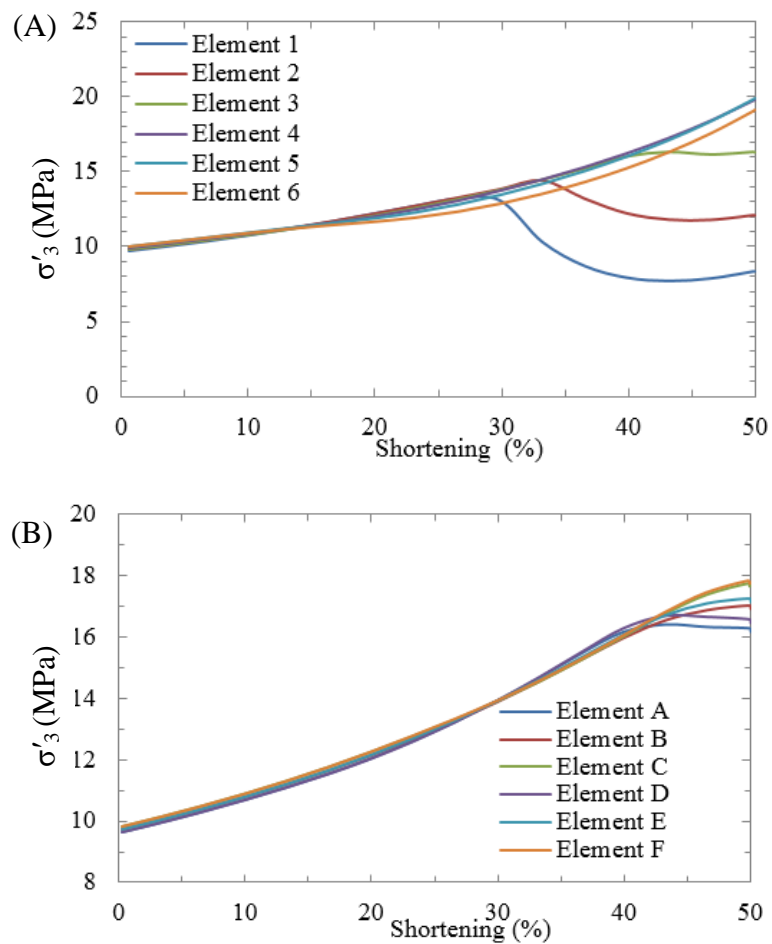 (A)
25
20
15
10
5
0
σ′3 (MPa)
Element 1
Element 2
Element 3
Element 4
Element 5
Element 6
0 10 20 30 40 50
Shortening (%)
(B)
20
18
16
14
12
10
8
σ′3 (MPa)
Element A
Element B
Element C
Element D
Element E
Element F
0 10 20 30 40 50
Shortening (%)